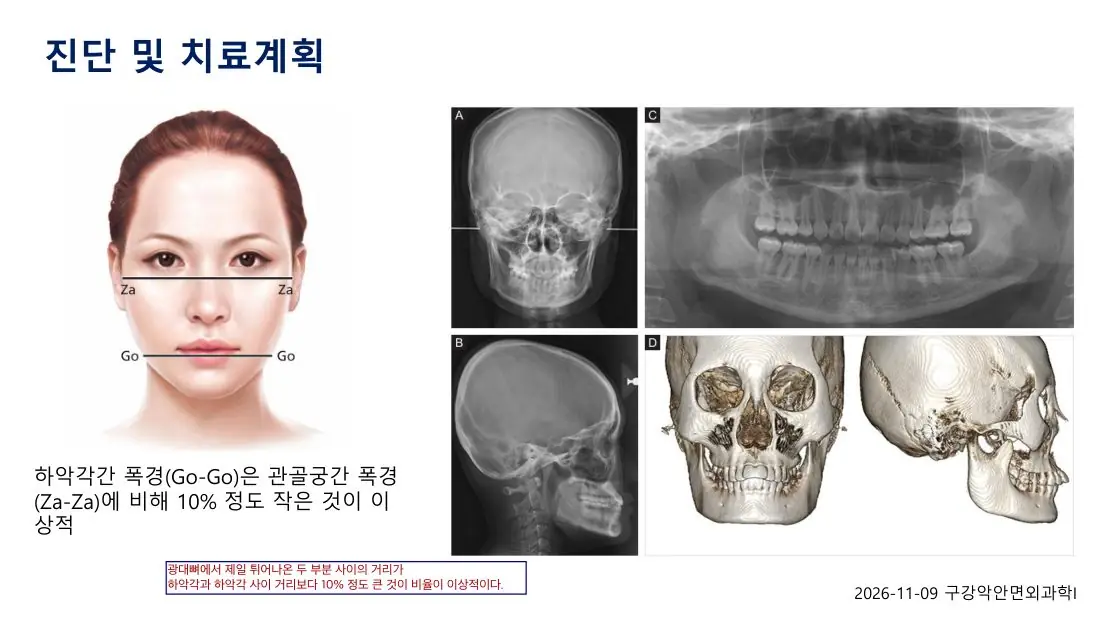 진단 및 치료계획
Za
Za
Go
Go
A
C
B
D
하악각간 폭경(Go-Go)은 관골궁간 폭경
(Za-Za)에 비해 10% 정도 작은 것이 이
상적
광대뼈에서 제일 튀어나온 두 부분 사이의 거리가
하악각과 하악각 사이 거리보다 10% 정도 큰 것이 비율이 이상적이다.
2026-11-09 구강악안면외과학I